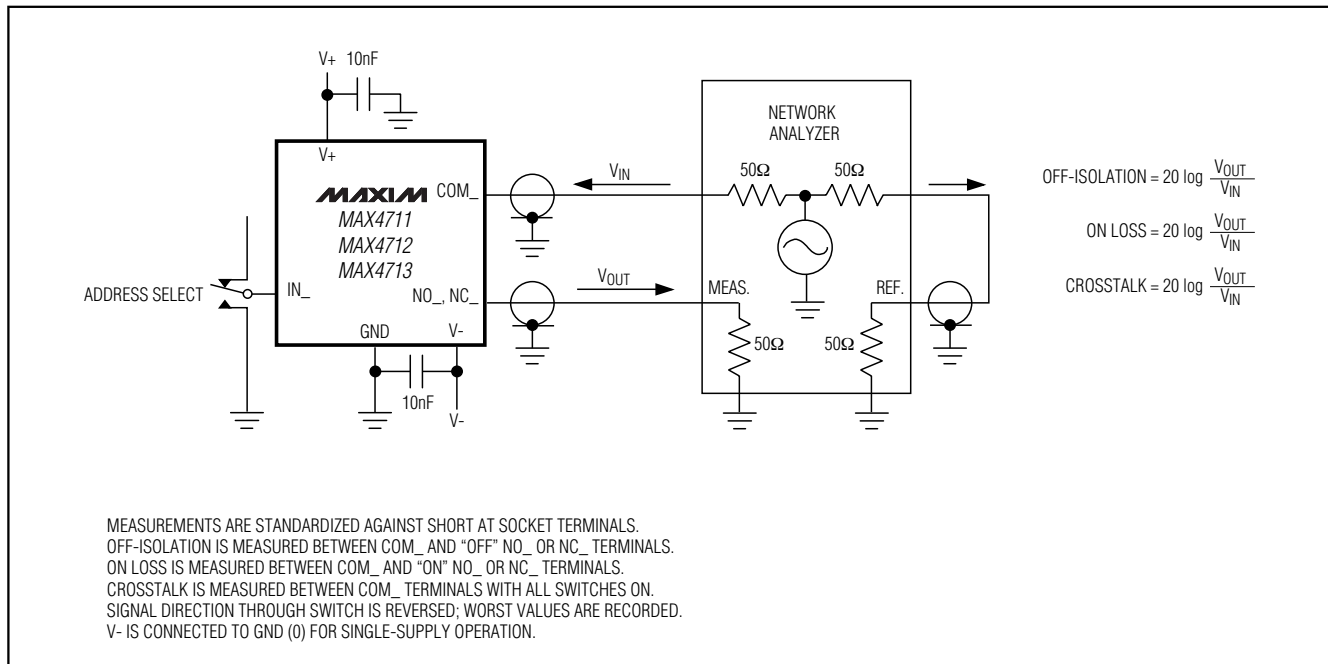 V+ 10nF
V+
MAXIM
MAX4711
MAX4712
MAX4713
COM_
IN_
NO_, NC_
GND V-
ADDRESS SELECT
10nF
V-
VIN
VOUT
NETWORK
ANALYZER
50Ω 50Ω
MEAS. REF.
50Ω 50Ω
OFF-ISOLATION = 20 log VOUT
VIN
ON LOSS = 20 log VOUT
VIN
CROSSTALK = 20 log VOUT
VIN
MEASUREMENTS ARE STANDARDIZED AGAINST SHORT AT SOCKET TERMINALS.
OFF-ISOLATION IS MEASURED BETWEEN COM_ AND “OFF” NO_ OR NC_ TERMINALS.
ON LOSS IS MEASURED BETWEEN COM_ AND “ON” NO_ OR NC_ TERMINALS.
CROSSTALK IS MEASURED BETWEEN COM_ TERMINALS WITH ALL SWITCHES ON.
SIGNAL DIRECTION THROUGH SWITCH IS REVERSED; WORST VALUES ARE RECORDED.
V- IS CONNECTED TO GND (0) FOR SINGLE-SUPPLY OPERATION.